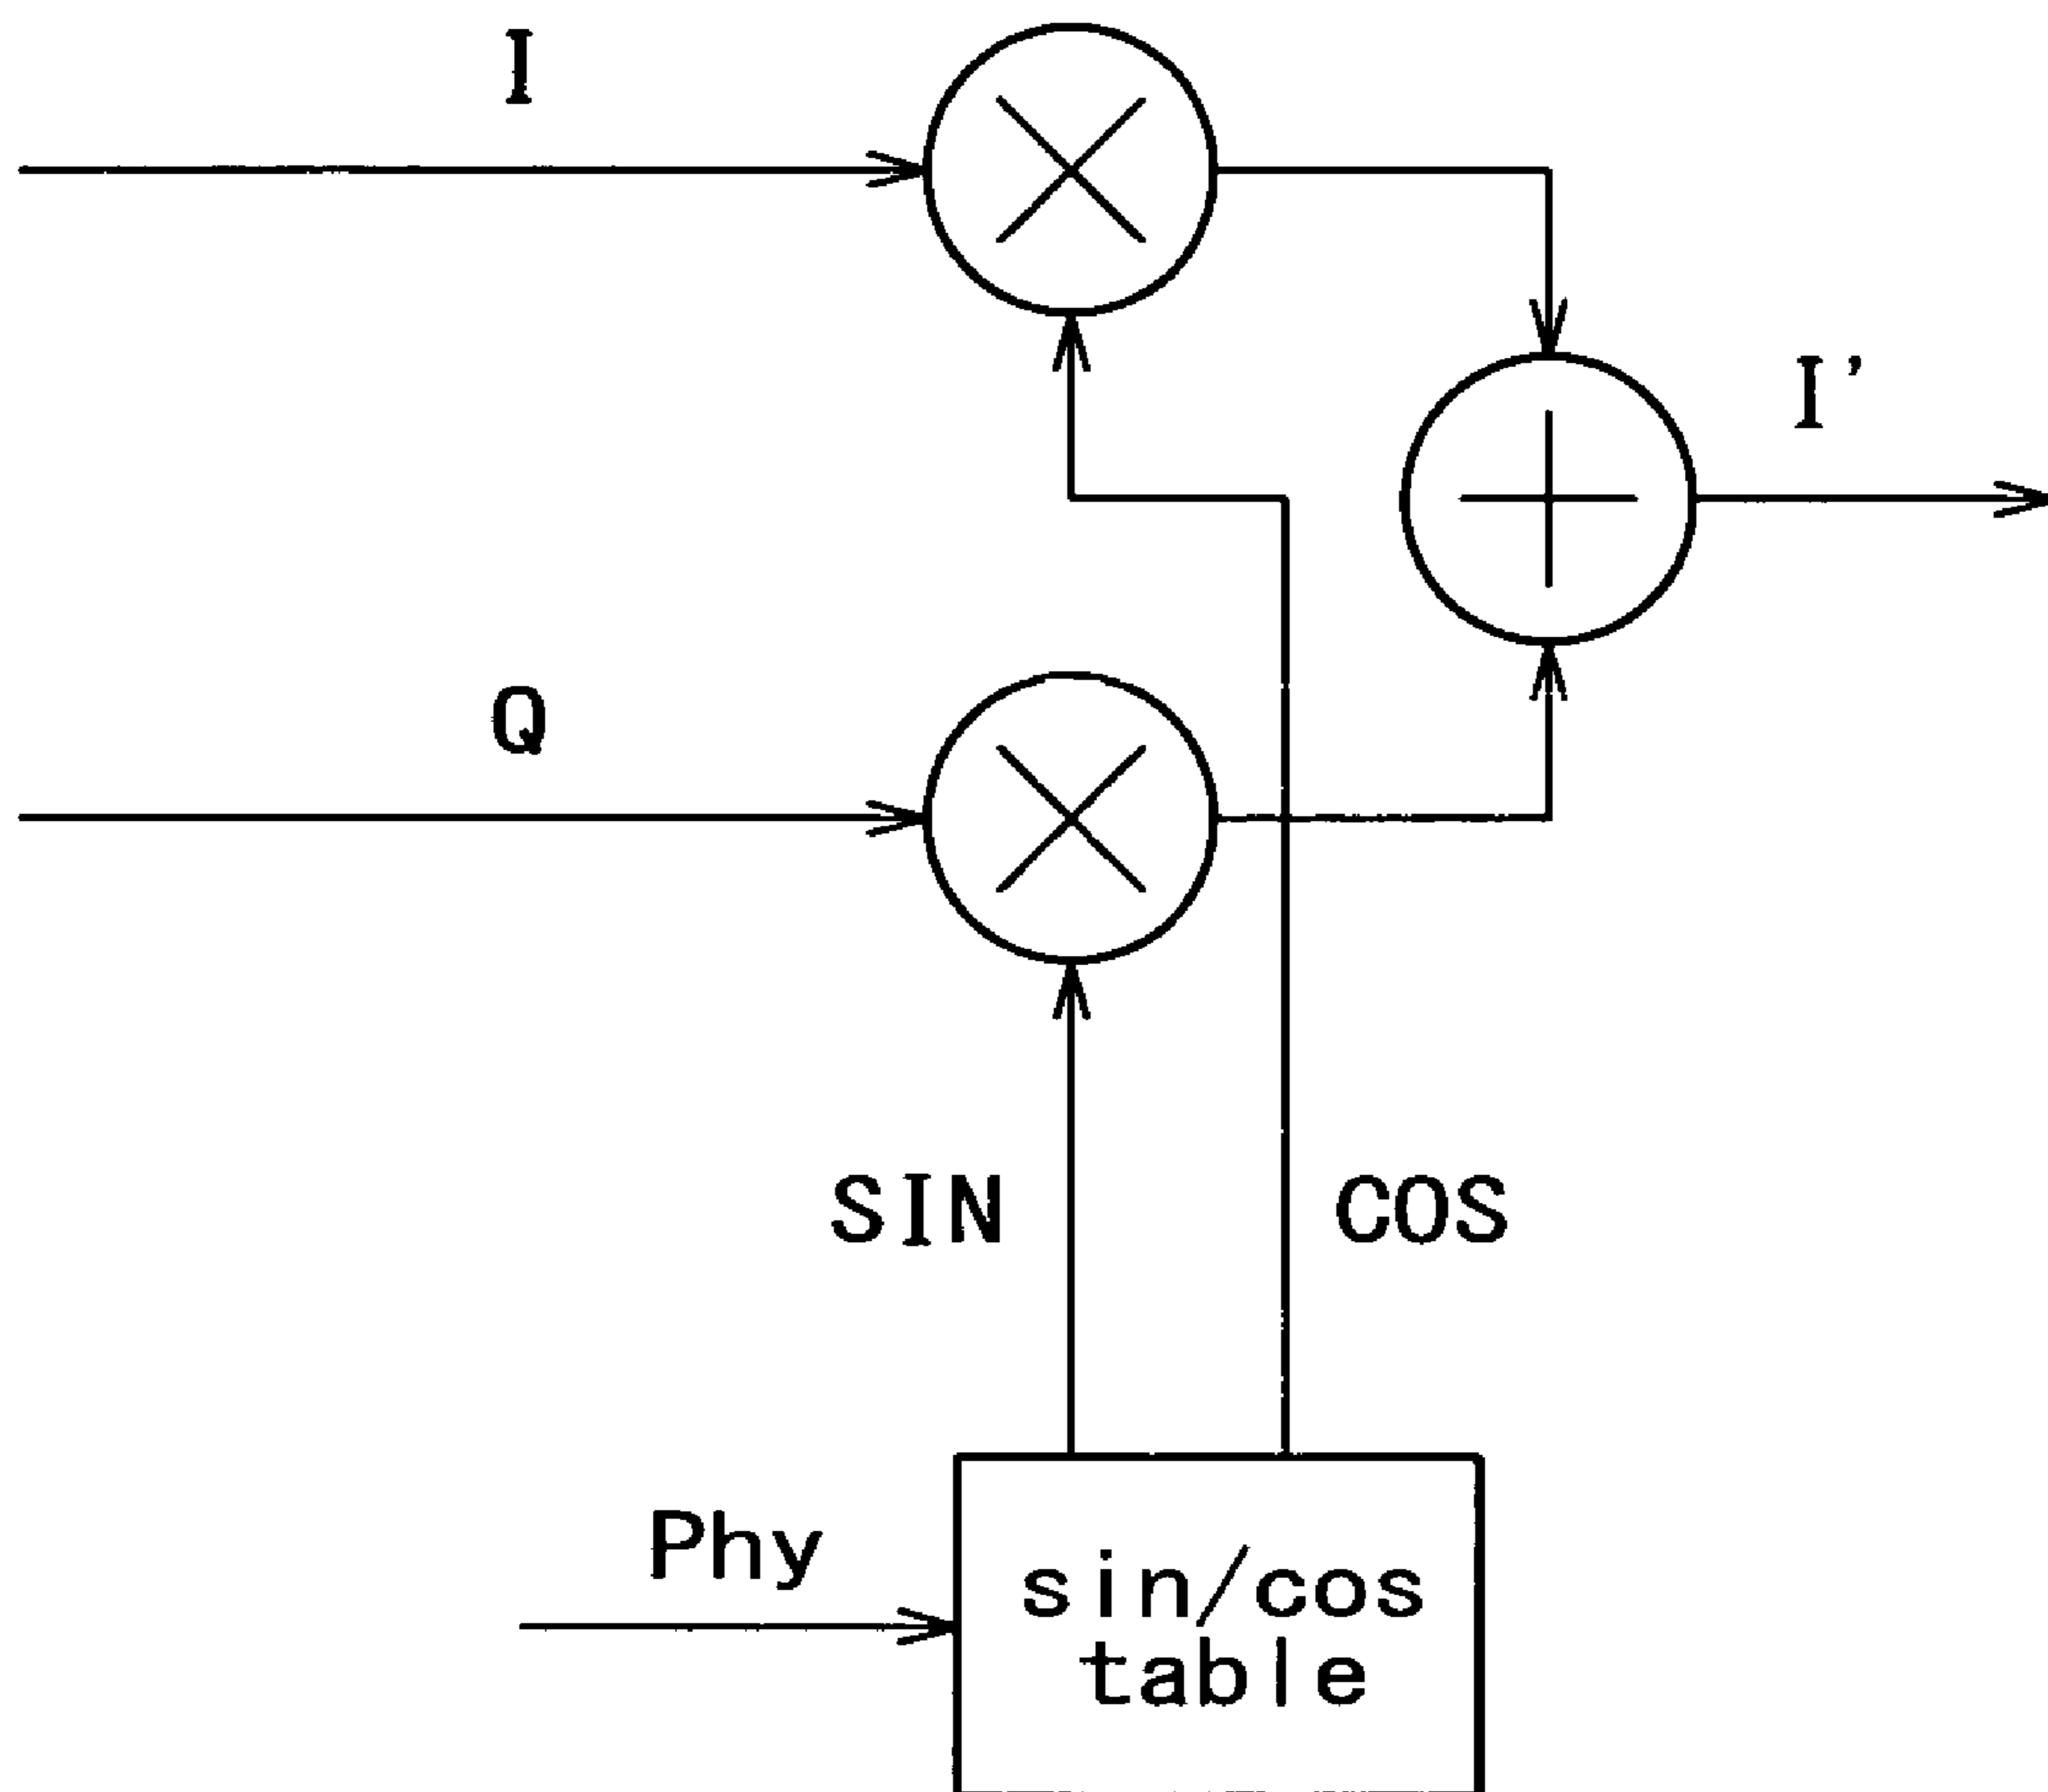 I
I'
Q
SIN
COS
Phy
sin/cos
table